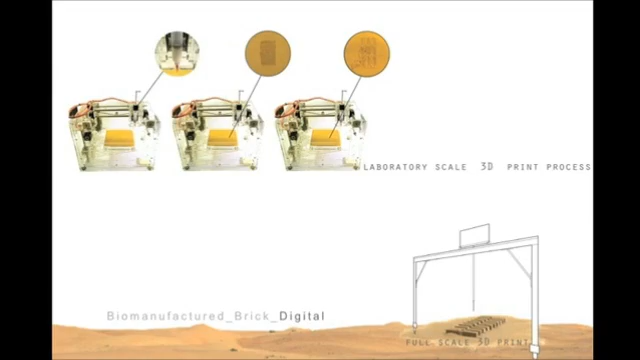 LABORATORY SCALE 3D PRINT PROCESS
Biomanufactured_Brick_Digital
FULL SCALE 3D PRINT